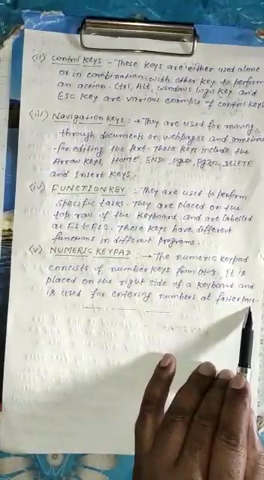 (ii) Control Keys - These keys are either used alone
or in combination with other key to perform
an action. Ctrl, Alt, windows logo key and
ESC key are various example of control keys
(iii) Navigation keys :→ They are used for moving
through documents or webpages and sometimes
for editing the text. These keys include the
Arrow keys, HOME, END, pgup, pgdn, DELETE
and Insert keys.
(iv) FUNCTION KEY :- They are used to perform
specific tasks. They are placed on the
top row of the keyboard and are labelled
as F1 to F12. These keys have different
functions in different programs.
(v) NUMERIC KEYPAD :→ The numeric keypad
consists of number keys from 0 to 9. It is
placed on the right side of a keyboard and
is used for entering numbers at faster